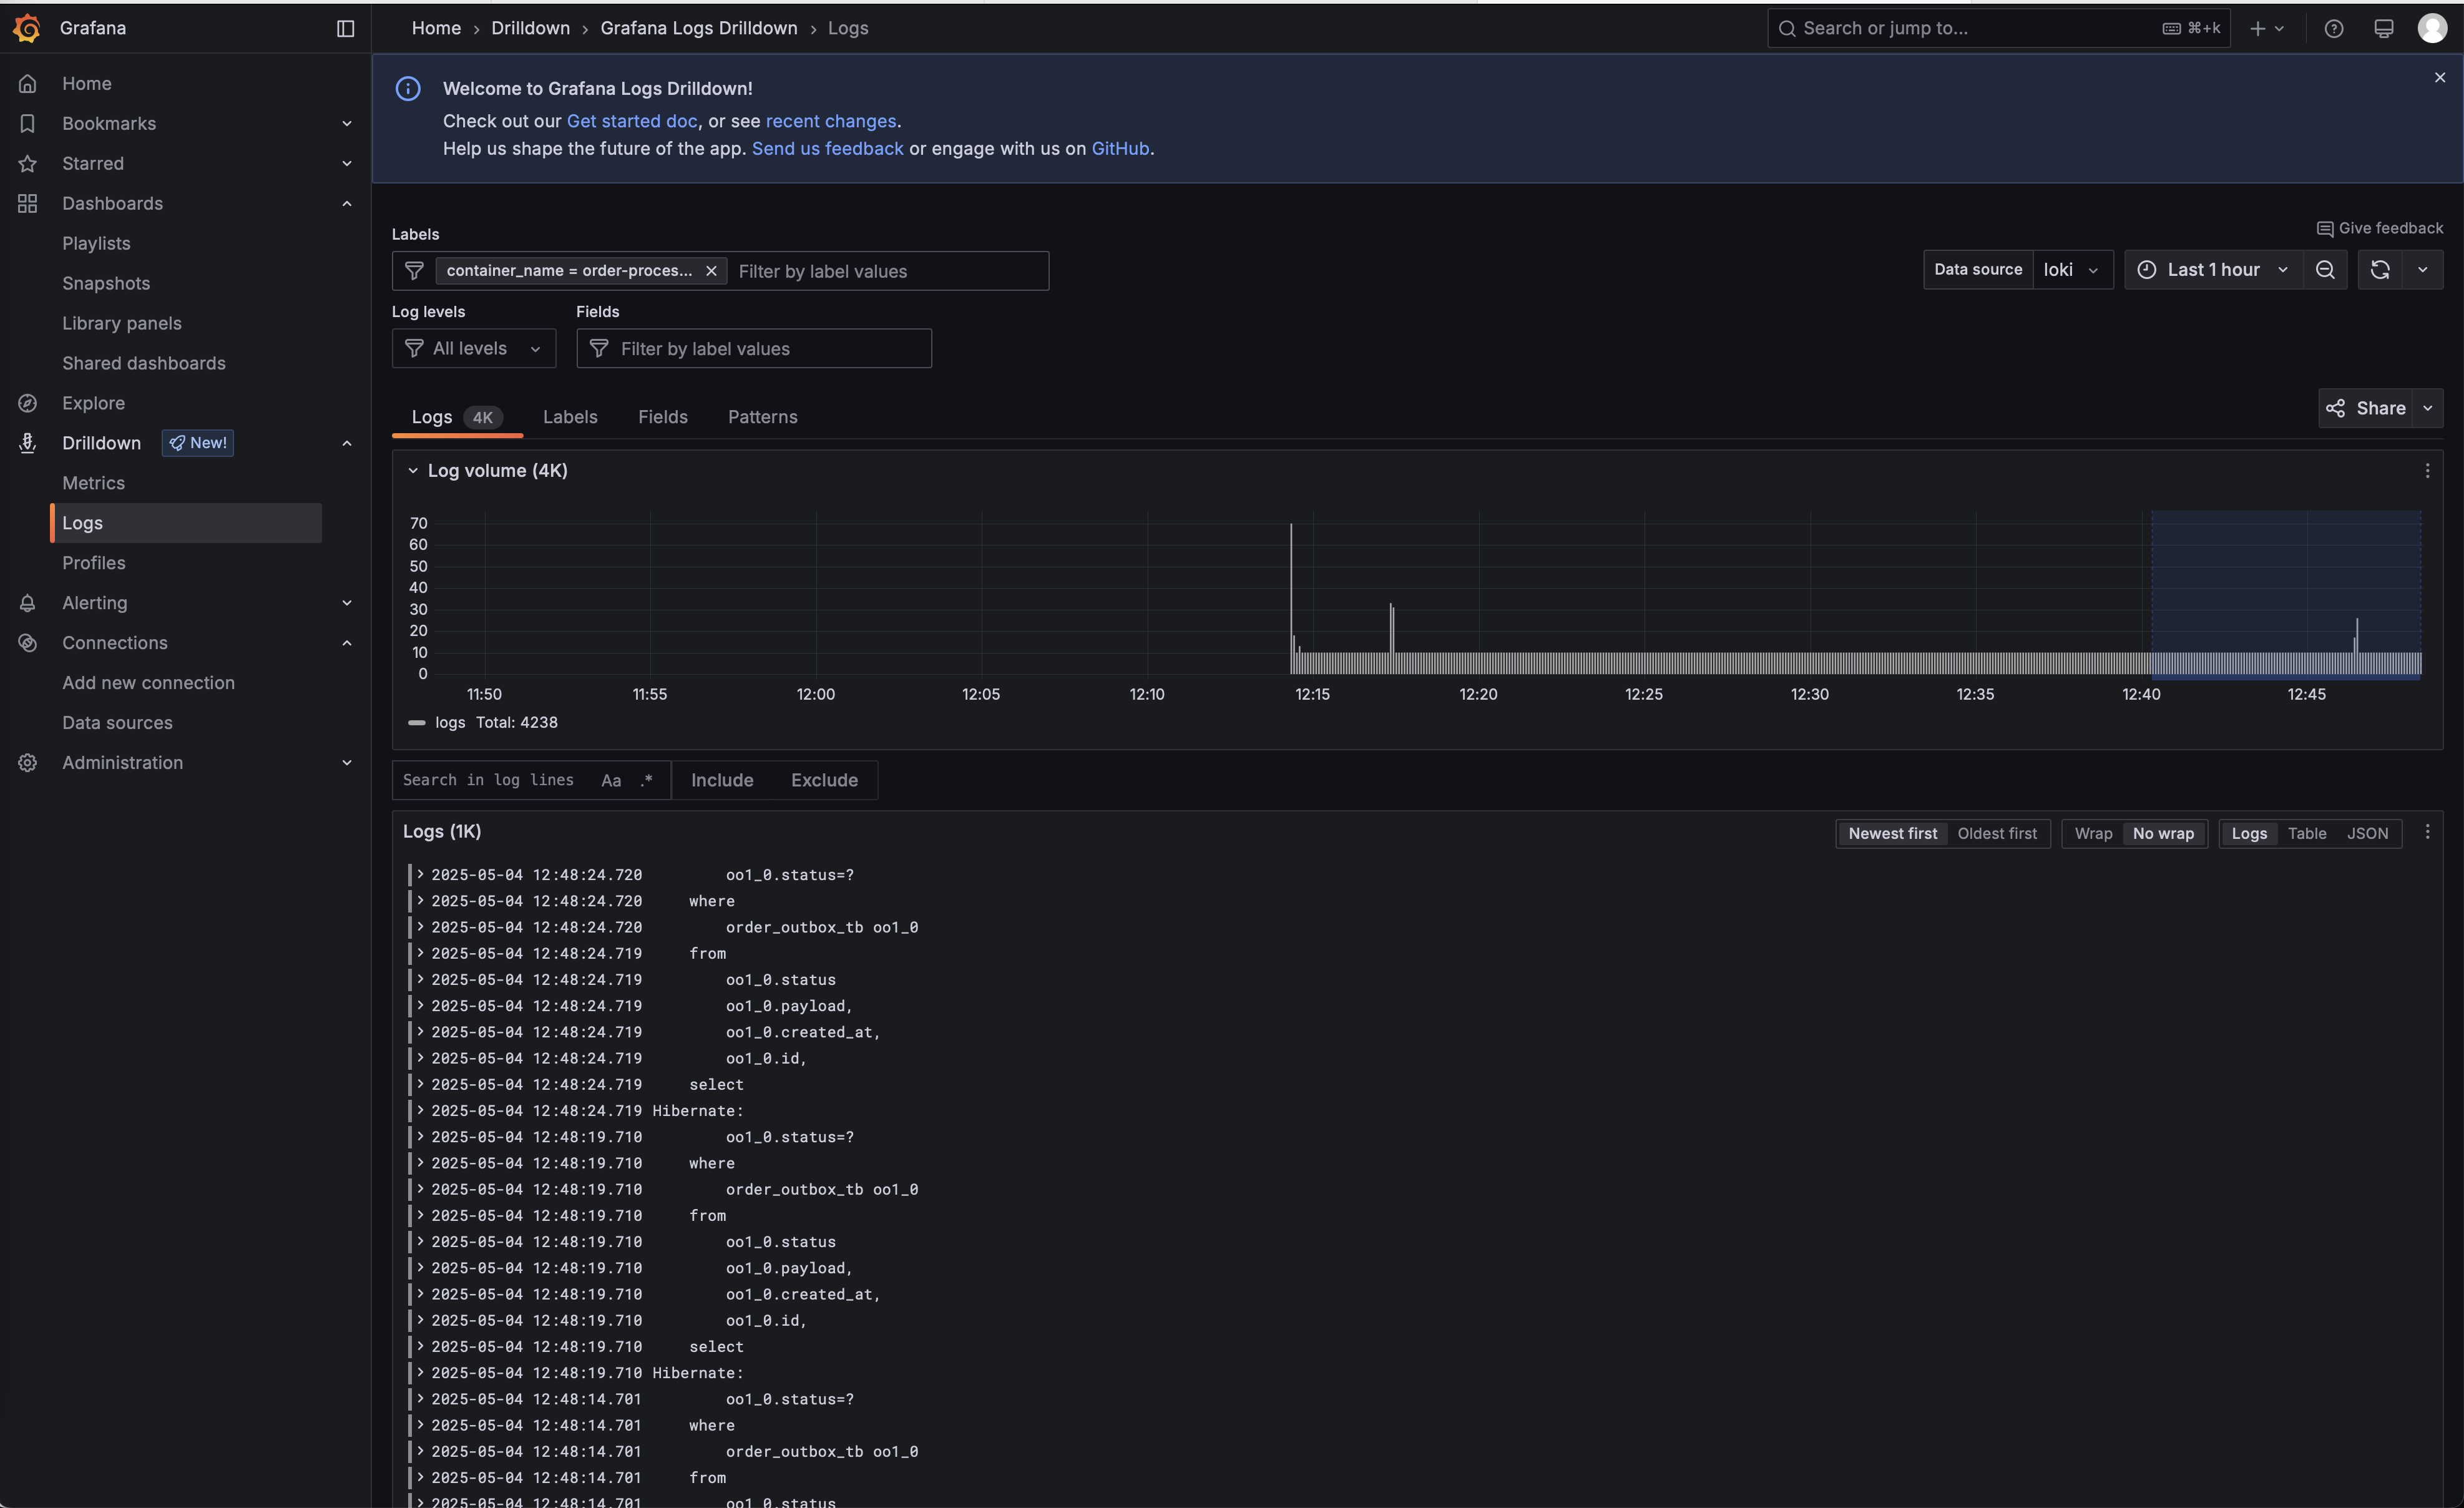 Grafana
Home › Drilldown › Grafana Logs Drilldown › Logs
Search or jump to... ⌘+k
Home
Bookmarks
Starred
Dashboards
Playlists
Snapshots
Library panels
Shared dashboards
Explore
Drilldown New!
Metrics
Logs
Profiles
Alerting
Connections
Add new connection
Data sources
Administration
Welcome to Grafana Logs Drilldown!
Check out our Get started doc, or see recent changes.
Help us shape the future of the app. Send us feedback or engage with us on GitHub.
Give feedback
Labels
container_name = order-proces... Filter by label values
Data source loki Last 1 hour
Log levels Fields
All levels Filter by label values
Logs 4K Labels Fields Patterns
Share
Log volume (4K)
70
60
50
40
30
20
10
0
11:50 11:55 12:00 12:05 12:10 12:15 12:20 12:25 12:30 12:35 12:40 12:45
logs Total: 4238
Search in log lines Aa .* Include Exclude
Logs (1K)
Newest first Oldest first Wrap No wrap Logs Table JSON
2025-05-04 12:48:24.720 oo1_0.status=?
2025-05-04 12:48:24.720 where
2025-05-04 12:48:24.720 order_outbox_tb oo1_0
2025-05-04 12:48:24.719 from
2025-05-04 12:48:24.719 oo1_0.status
2025-05-04 12:48:24.719 oo1_0.payload,
2025-05-04 12:48:24.719 oo1_0.created_at,
2025-05-04 12:48:24.719 oo1_0.id,
2025-05-04 12:48:24.719 select
2025-05-04 12:48:24.719 Hibernate:
2025-05-04 12:48:19.710 oo1_0.status=?
2025-05-04 12:48:19.710 where
2025-05-04 12:48:19.710 order_outbox_tb oo1_0
2025-05-04 12:48:19.710 from
2025-05-04 12:48:19.710 oo1_0.status
2025-05-04 12:48:19.710 oo1_0.payload,
2025-05-04 12:48:19.710 oo1_0.created_at,
2025-05-04 12:48:19.710 oo1_0.id,
2025-05-04 12:48:19.710 select
2025-05-04 12:48:19.710 Hibernate:
2025-05-04 12:48:14.701 oo1_0.status=?
2025-05-04 12:48:14.701 where
2025-05-04 12:48:14.701 order_outbox_tb oo1_0
2025-05-04 12:48:14.701 from
2025-05-04 12:48:14.701 oo1_0.status